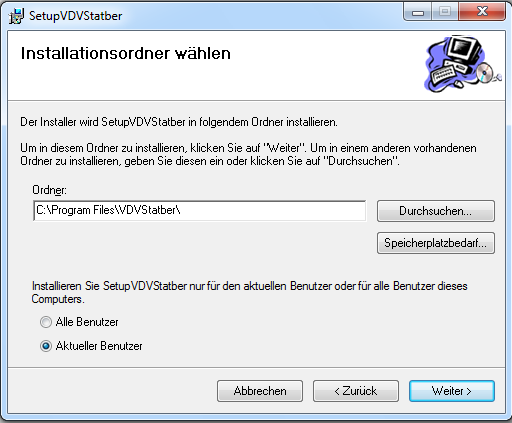 SetupVDVStatber
Installationsordner wählen
Der Installer wird SetupVDVStatber in folgendem Ordner installieren.
Um in diesem Ordner zu installieren, klicken Sie auf "Weiter". Um in einem anderen vorhandenen
Ordner zu installieren, geben Sie diesen ein oder klicken Sie auf "Durchsuchen".
Ordner:
C:\Program Files\VDVStatber\
Durchsuchen...
Speicherplatzbedarf...
Installieren Sie SetupVDVStatber nur für den aktuellen Benutzer oder für alle Benutzer dieses
Computers.
Alle Benutzer
Aktueller Benutzer
Abbrechen
< Zurück
Weiter >